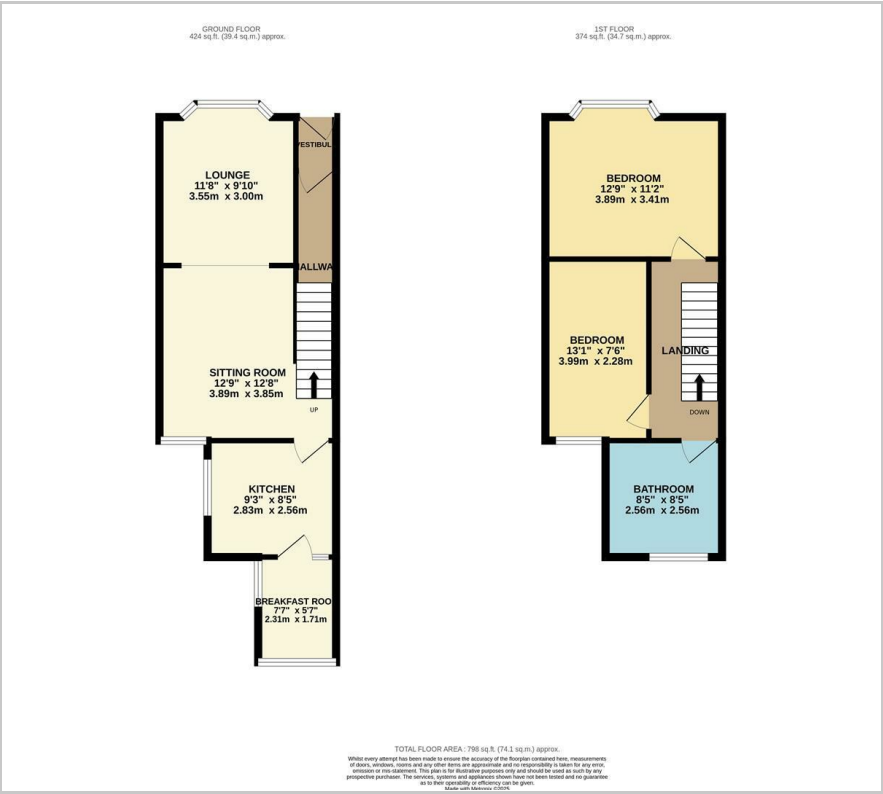 GROUND FLOOR
424 sq.ft. (39.4 sq.m.) approx.
1ST FLOOR
374 sq.ft. (34.7 sq.m.) approx.
VESTIBUL
LOUNGE
11'8" x 9'10"
3.55m x 3.00m
HALLWA
SITTING ROOM
12'9" x 12'8"
3.89m x 3.85m
UP
KITCHEN
9'3" x 8'5"
2.83m x 2.56m
BREAKFAST ROO
7'7" x 5'7"
2.31m x 1.71m
BEDROOM
12'9" x 11'2"
3.89m x 3.41m
BEDROOM
13'1" x 7'6"
3.99m x 2.28m
LANDING
DOWN
BATHROOM
8'5" x 8'5"
2.56m x 2.56m
TOTAL FLOOR AREA : 798 sq.ft. (74.1 sq.m.) approx.
Whilst every attempt has been made to ensure the accuracy of the floorplan contained here, measurements
of doors, windows, rooms and any other items are approximate and no responsibility is taken for any error,
omission or mis-statement. This plan is for illustrative purposes only and should be used as such by any
prospective purchaser. The services, systems and appliances shown have not been tested and no guarantee
as to their operability or efficiency can be given.
Made with Metropix ©2025